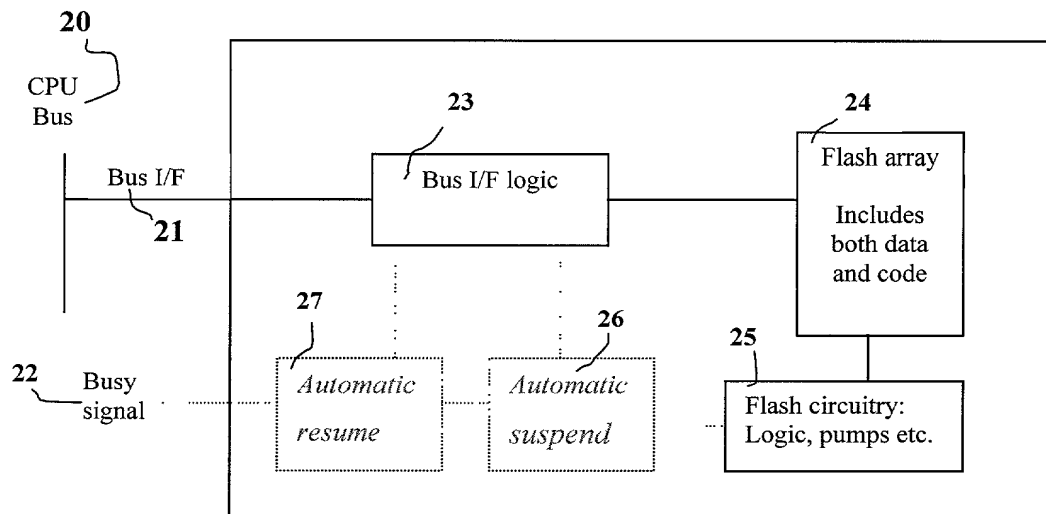 20
CPU
Bus
23
24
Bus I/F
Bus I/F logic
Flash array
21
Includes
both data
and code
27
26
25
22
Busy
signal
Automatic
resume
Automatic
suspend
Flash circuitry:
Logic, pumps etc.